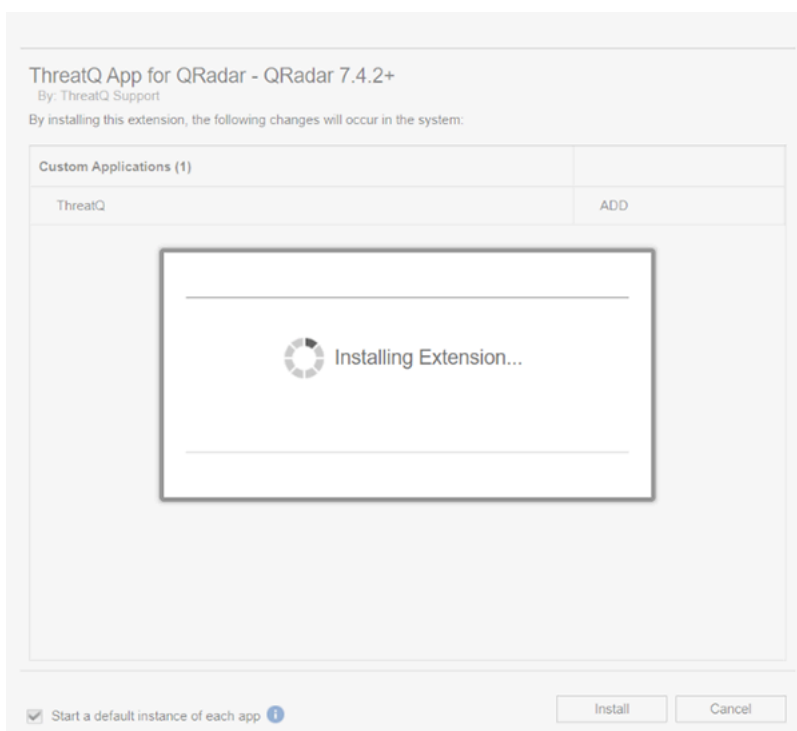 ThreatQ App for QRadar - QRadar 7.4.2+
By: ThreatQ Support
By installing this extension, the following changes will occur in the system:
Custom Applications (1)
ThreatQ ADD
Installing Extension...
Start a default instance of each app
Install Cancel